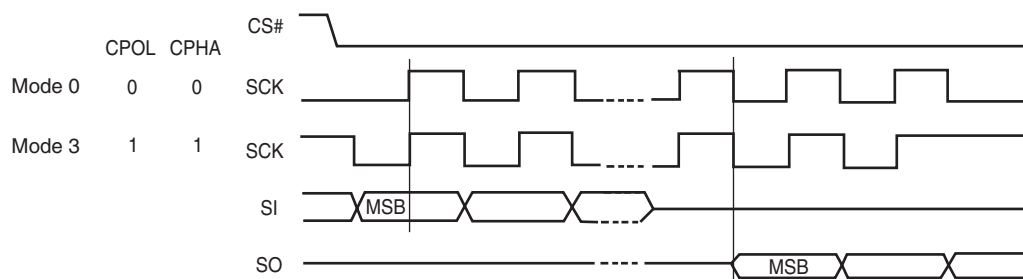 CS#
CPOL CPHA
Mode 0 0 0 SCK
Mode 3 1 1 SCK
SI MSB
SO MSB